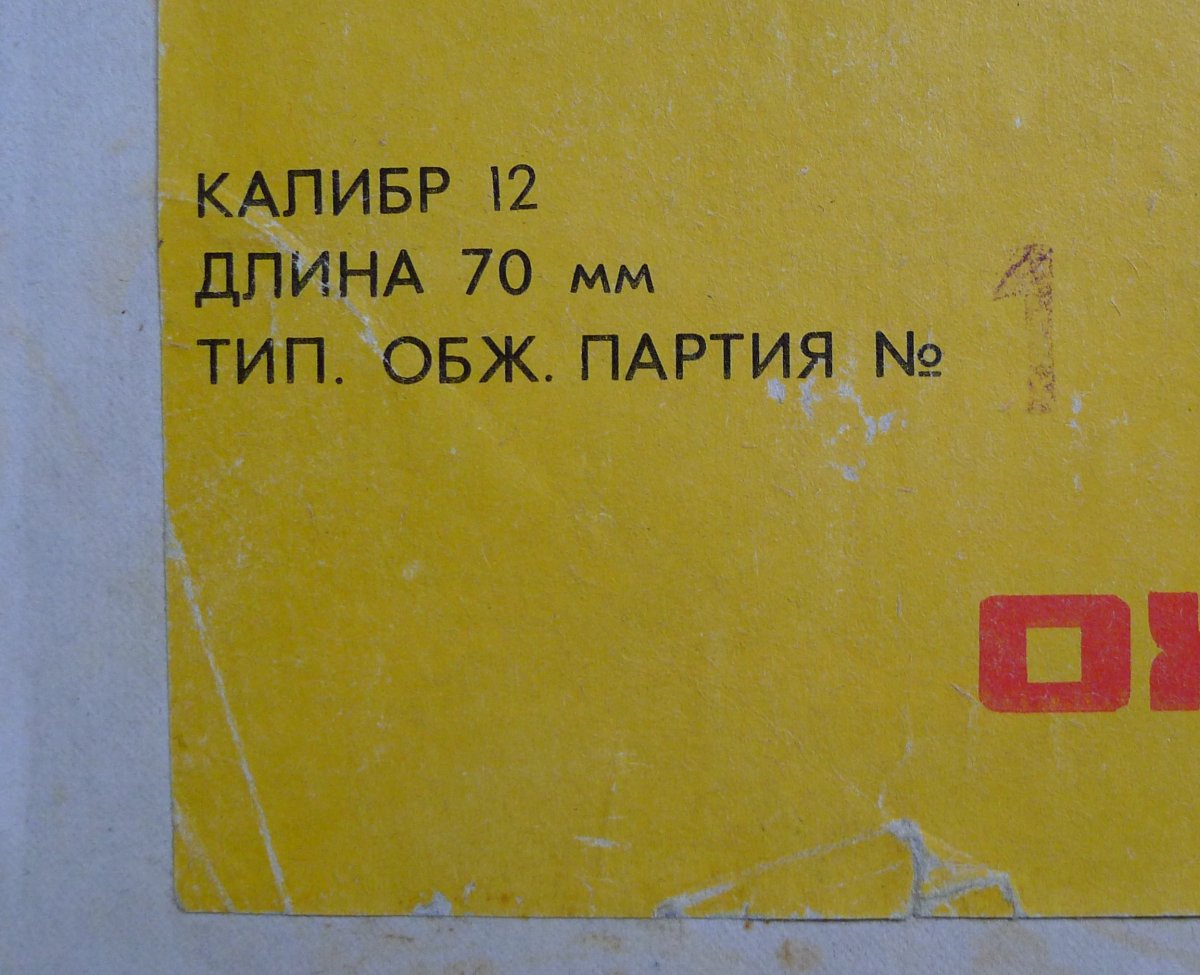 КАЛИБР 12
ДЛИНА 70 мм
ТИП. ОБЖ. ПАРТИЯ № 1